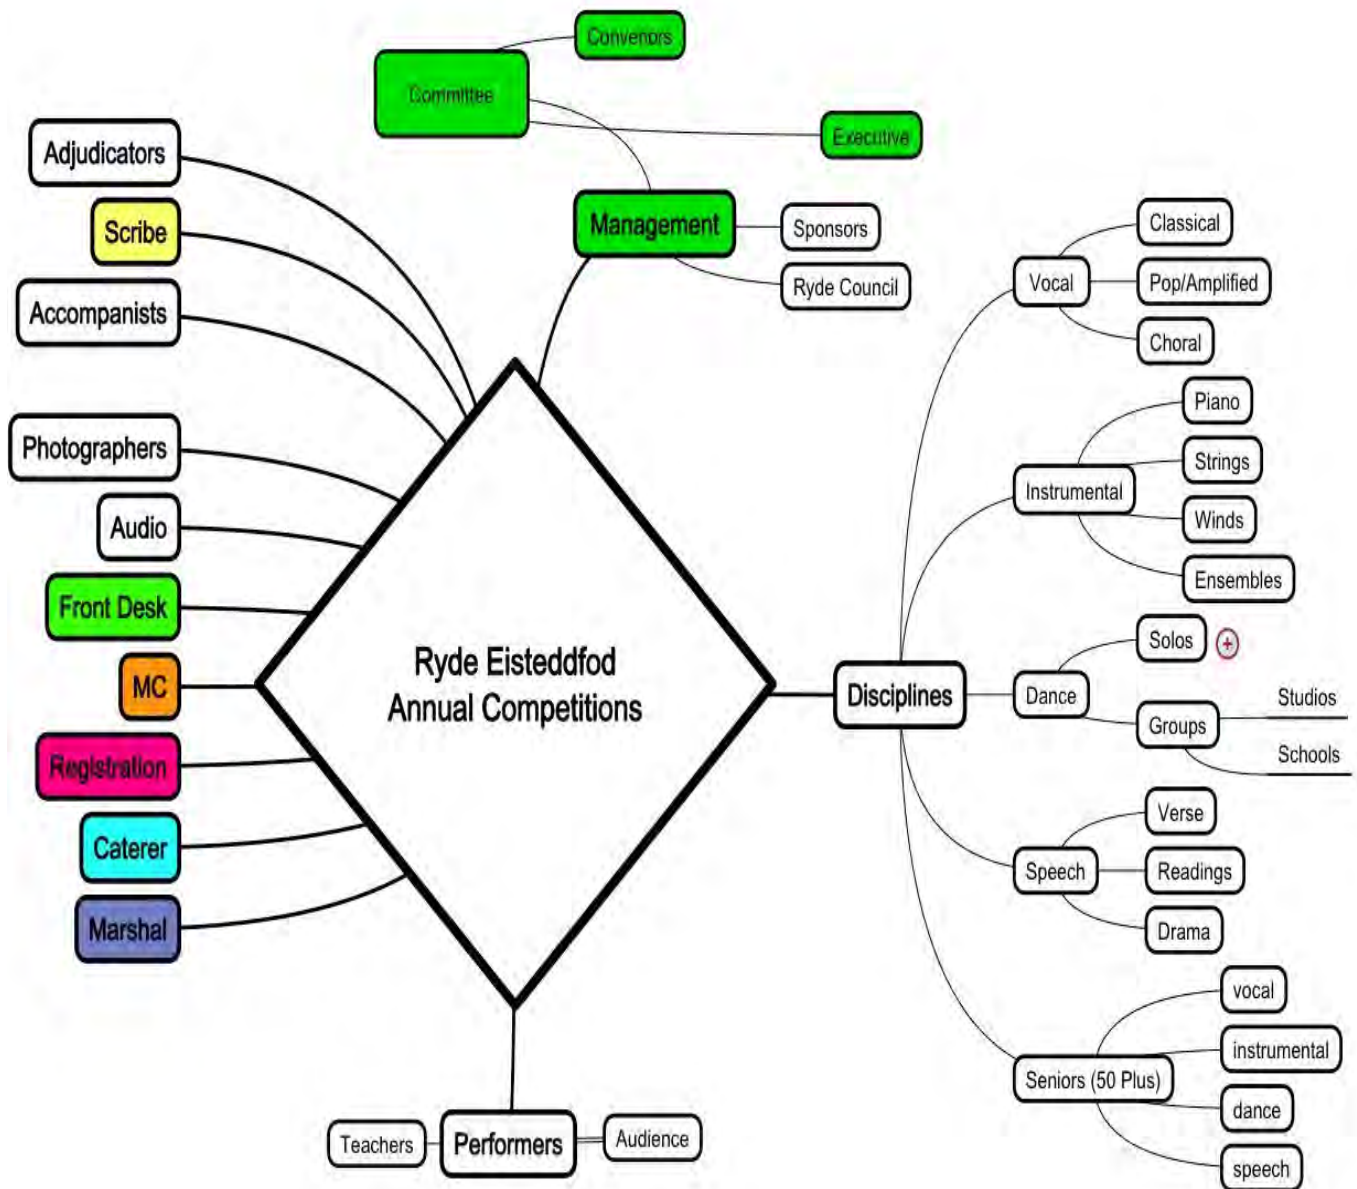 Convenors
Committee
Executive
Adjudicators
Scribe
Accompanists
Photographers
Audio
Front Desk
MC
Registration
Caterer
Marshal
Management
Sponsors
Ryde Council
Ryde Eisteddfod
Annual Competitions
Disciplines
Vocal
Classical
Pop/Amplified
Choral
Instrumental
Piano
Strings
Winds
Ensembles
Dance
Solos
Groups
Studios
Schools
Speech
Verse
Readings
Drama
Seniors (50 Plus)
vocal
instrumental
dance
speech
Teachers
Performers
Audience